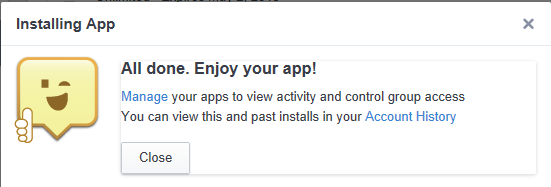 Installing App
All done. Enjoy your app!
Manage your apps to view activity and control group access
You can view this and past installs in your Account History
Close